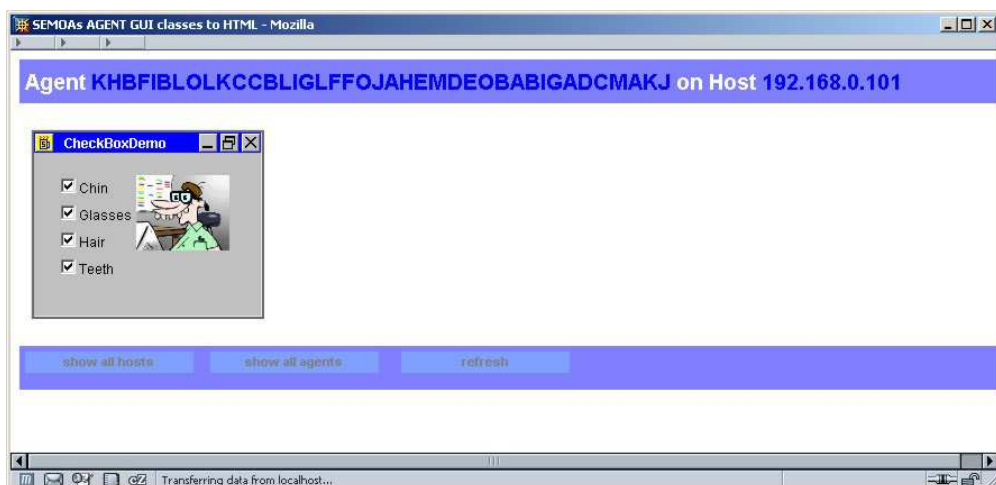 SEMOAs AGENT GUI classes to HTML - Mozilla
Agent KHBFIBLOLKCCBLIGLFFOJAHEMDEOBABIGADCMAKJ on Host 192.168.0.101
CheckBoxDemo
Chin
Glasses
Hair
Teeth
show all hosts show all agents refresh
Transferring data from localhost...